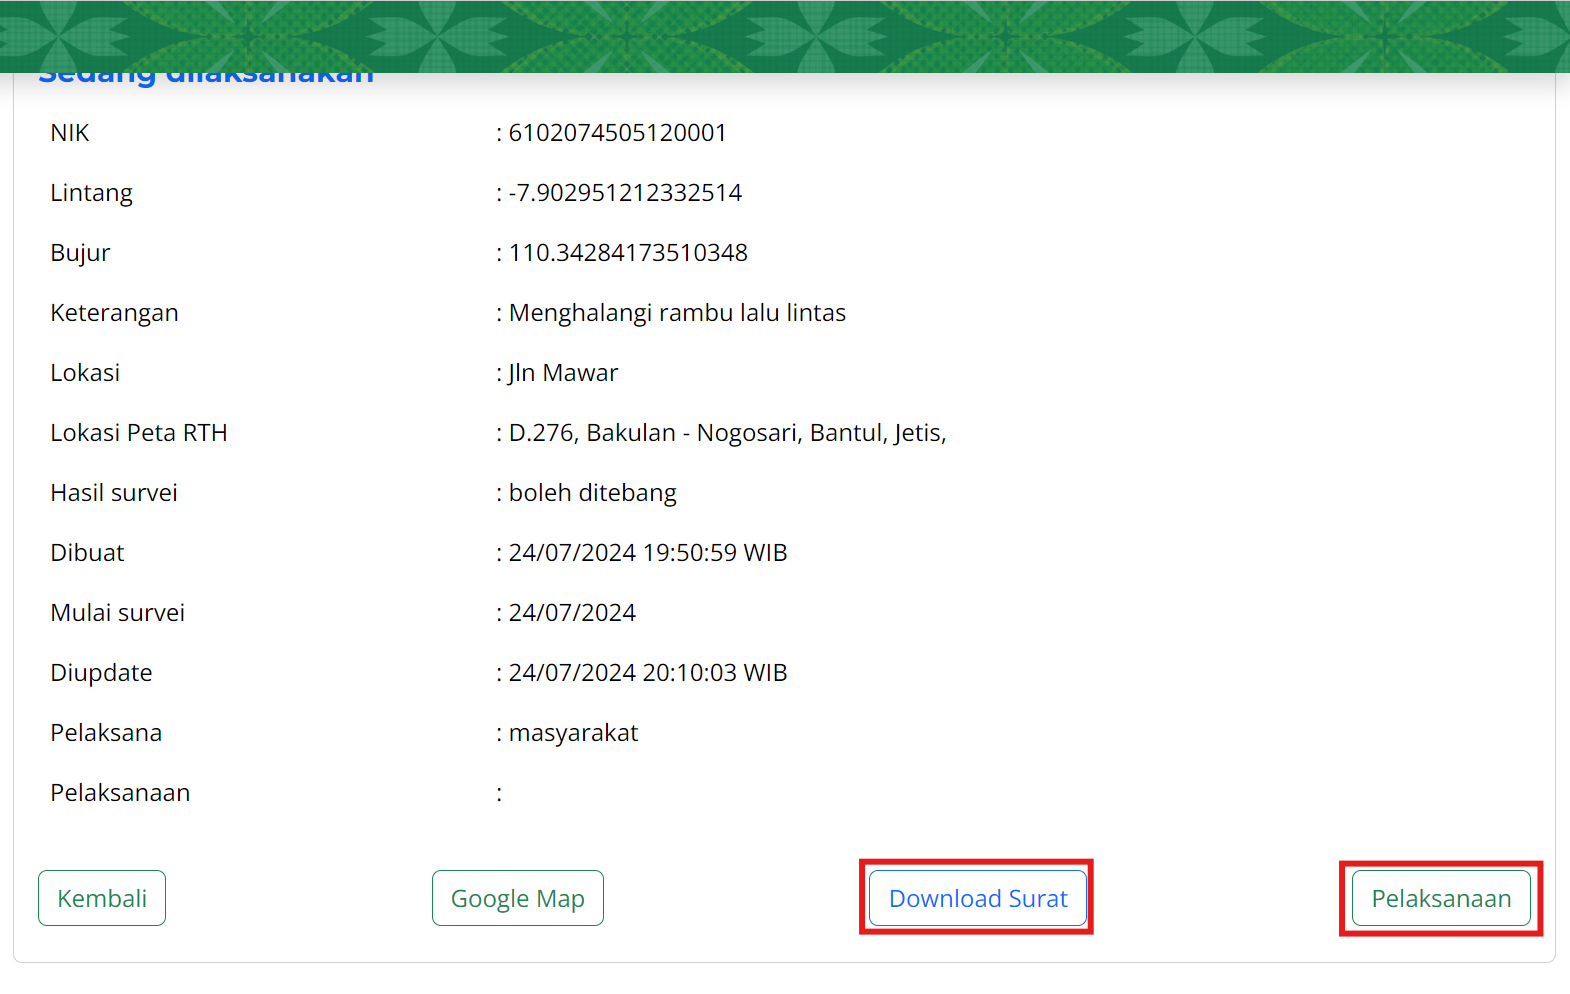 Sedang dilaksanakan
NIK : 6102074505120001
Lintang : -7.902951212332514
Bujur : 110.34284173510348
Keterangan : Menghalangi rambu lalu lintas
Lokasi : Jln Mawar
Lokasi Peta RTH : D.276, Bakulan - Nogosari, Bantul, Jetis,
Hasil survei : boleh ditebang
Dibuat : 24/07/2024 19:50:59 WIB
Mulai survei : 24/07/2024
Diupdate : 24/07/2024 20:10:03 WIB
Pelaksana : masyarakat
Pelaksanaan :
Kembali Google Map Download Surat Pelaksanaan